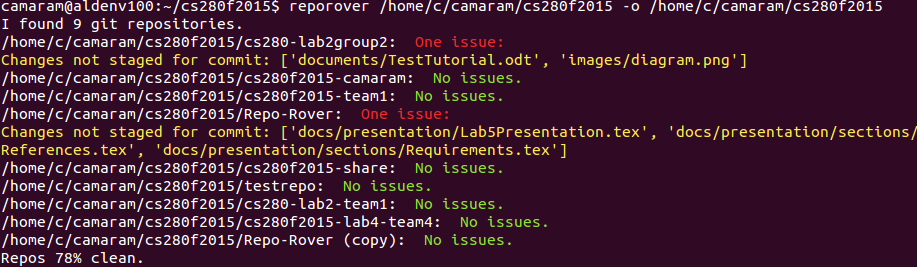 camaram@aldenv100:~/cs280f2015$ reporover /home/c/camaram/cs280f2015 -o /home/c/camaram/cs280f2015
I found 9 git repositories.
/home/c/camaram/cs280f2015/cs280-lab2group2:  One issue:
Changes not staged for commit: ['documents/TestTutorial.odt', 'images/diagram.png']
/home/c/camaram/cs280f2015/cs280f2015-camaram:  No issues.
/home/c/camaram/cs280f2015/cs280f2015-team1:  No issues.
/home/c/camaram/cs280f2015/Repo-Rover:  One issue:
Changes not staged for commit: ['docs/presentation/Lab5Presentation.tex', 'docs/presentation/sections/
References.tex', 'docs/presentation/sections/Requirements.tex']
/home/c/camaram/cs280f2015/cs280f2015-share:  No issues.
/home/c/camaram/cs280f2015/testrepo:  No issues.
/home/c/camaram/cs280f2015/cs280-lab2-team1:  No issues.
/home/c/camaram/cs280f2015/cs280f2015-lab4-team4:  No issues.
/home/c/camaram/cs280f2015/Repo-Rover (copy):  No issues.
Repos 78% clean.